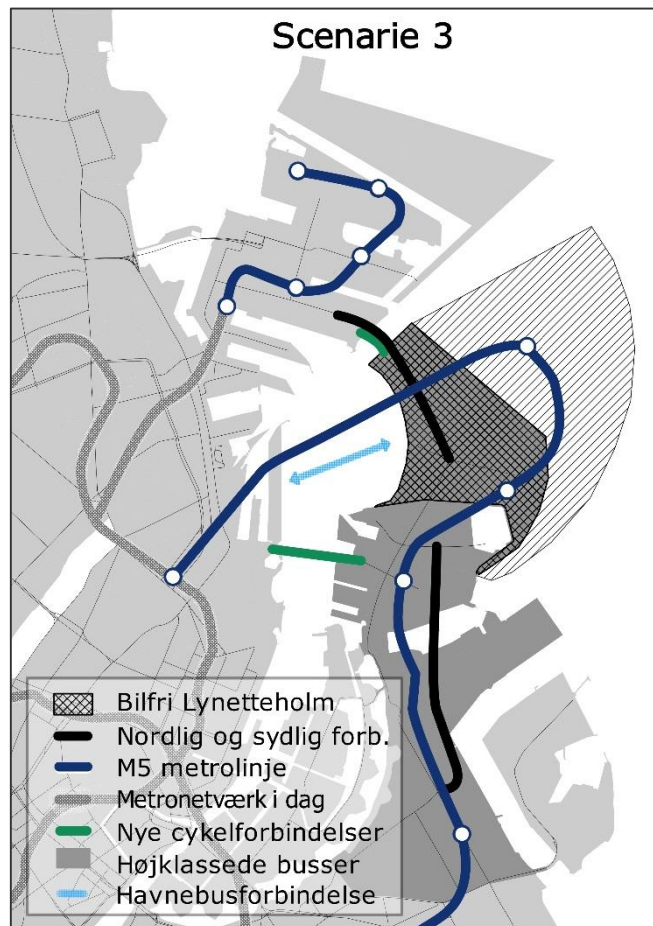 Scenarie 3
Bilfri Lynetteholm
Nordlig og sydlig forb.
M5 metrolinje
Metronetværk i dag
Nye cykelforbindelser
Højklassede busser
Havnebusforbindelse